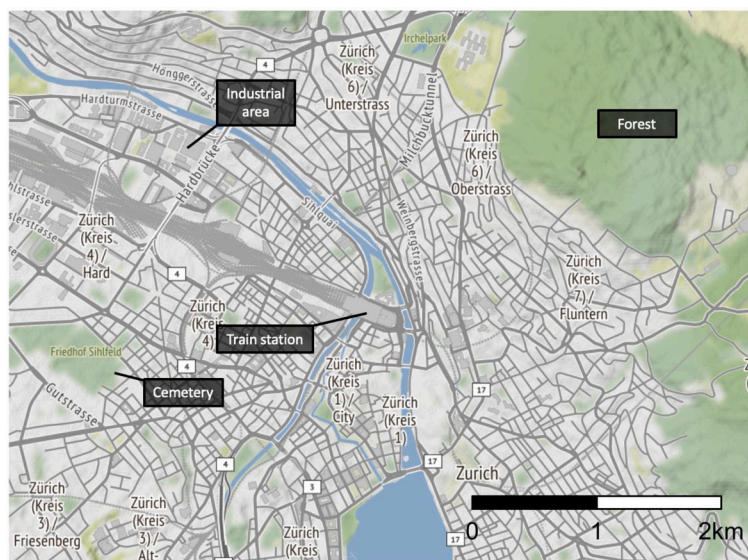 4
Zürich
(Kreis
6)/
Unterstrass
Irchelpark
Hönggerstrasse
Hardturmstrasse
Industrial
area
Milchbucktunnel
Forest
Zürich
(Kreis
6)/
Oberstrass
Hardbrücke
Sihlquai
Weinbergstrasse
Zürich
(Kreis
4)/
Hard
4
Zürich
(Kreis
7)/
Fluntern
Zürich
(Kreis
4)
Train station
Friedhof Sihlfeld
4
Cemetery
Gutstrasse
Zürich
(Kreis
1)/
City
Zürich
(Kreis
1)
17
4
17
Zurich
3
Zürich
(Kreis
3)/
Friesenberg
Zürich
(Kreis
3)/
Alt-
Zürich
(Kreis
17
0
1
2km